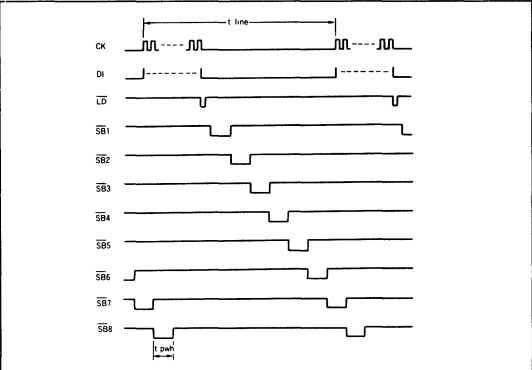 t line
CK
DI
LD
SB1
SB2
SB3
SB4
SB5
SB6
SB7
SB8
t pwh